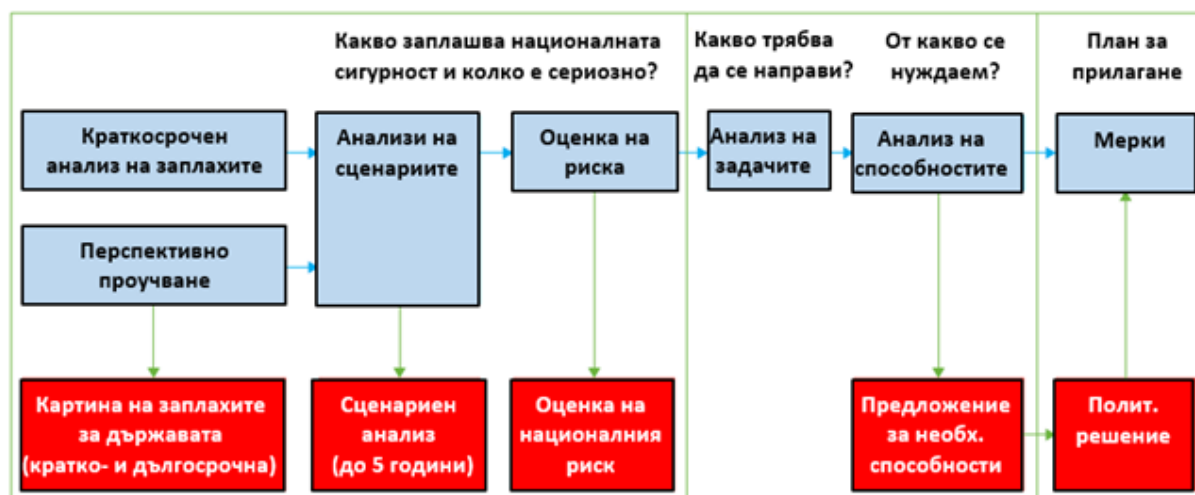 Какво заплашва националната
сигурност и колко е сериозно?
Какво трябва
да се направи?
От какво се
нуждаем?
План за
прилагане
Краткосрочен
анализ на заплахите
Анализи на
сценариите
Оценка на
риска
Анализ на
задачите
Анализ на
способностите
Мерки
Перспективно
проучване
Картина на заплахите
за държавата
(кратко- и дългосрочна)
Сценариен
анализ
(до 5 години)
Оценка на
националния
риск
Предложение
за необх.
способности
Полит.
решение